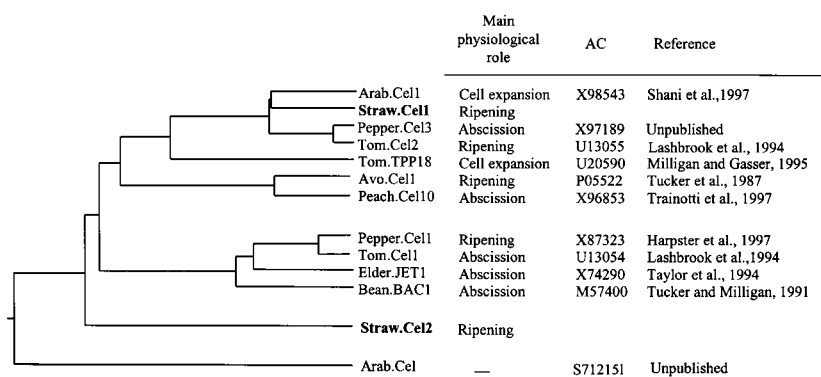 Main physiological role AC Reference
Arab.Cel1 Cell expansion X98543 Shani et al.,1997
Straw.Cel1 Ripening
Pepper.Cel3 Abscission X97189 Unpublished
Tom.Cel2 Ripening U13055 Lashbrook et al., 1994
Tom.TPP18 Cell expansion U20590 Milligan and Gasser, 1995
Avo.Cel1 Ripening P05522 Tucker et al., 1987
Peach.Cel10 Abscission X96853 Trainotti et al., 1997
Pepper.Cel1 Ripening X87323 Harpster et al., 1997
Tom.Cel1 Abscission U13054 Lashbrook et al.,1994
Elder.JET1 Abscission X74290 Taylor et al., 1994
Bean.BAC1 Abscission M57400 Tucker and Milligan, 1991
Straw.Cel2 Ripening
Arab.Cel — S71215l Unpublished